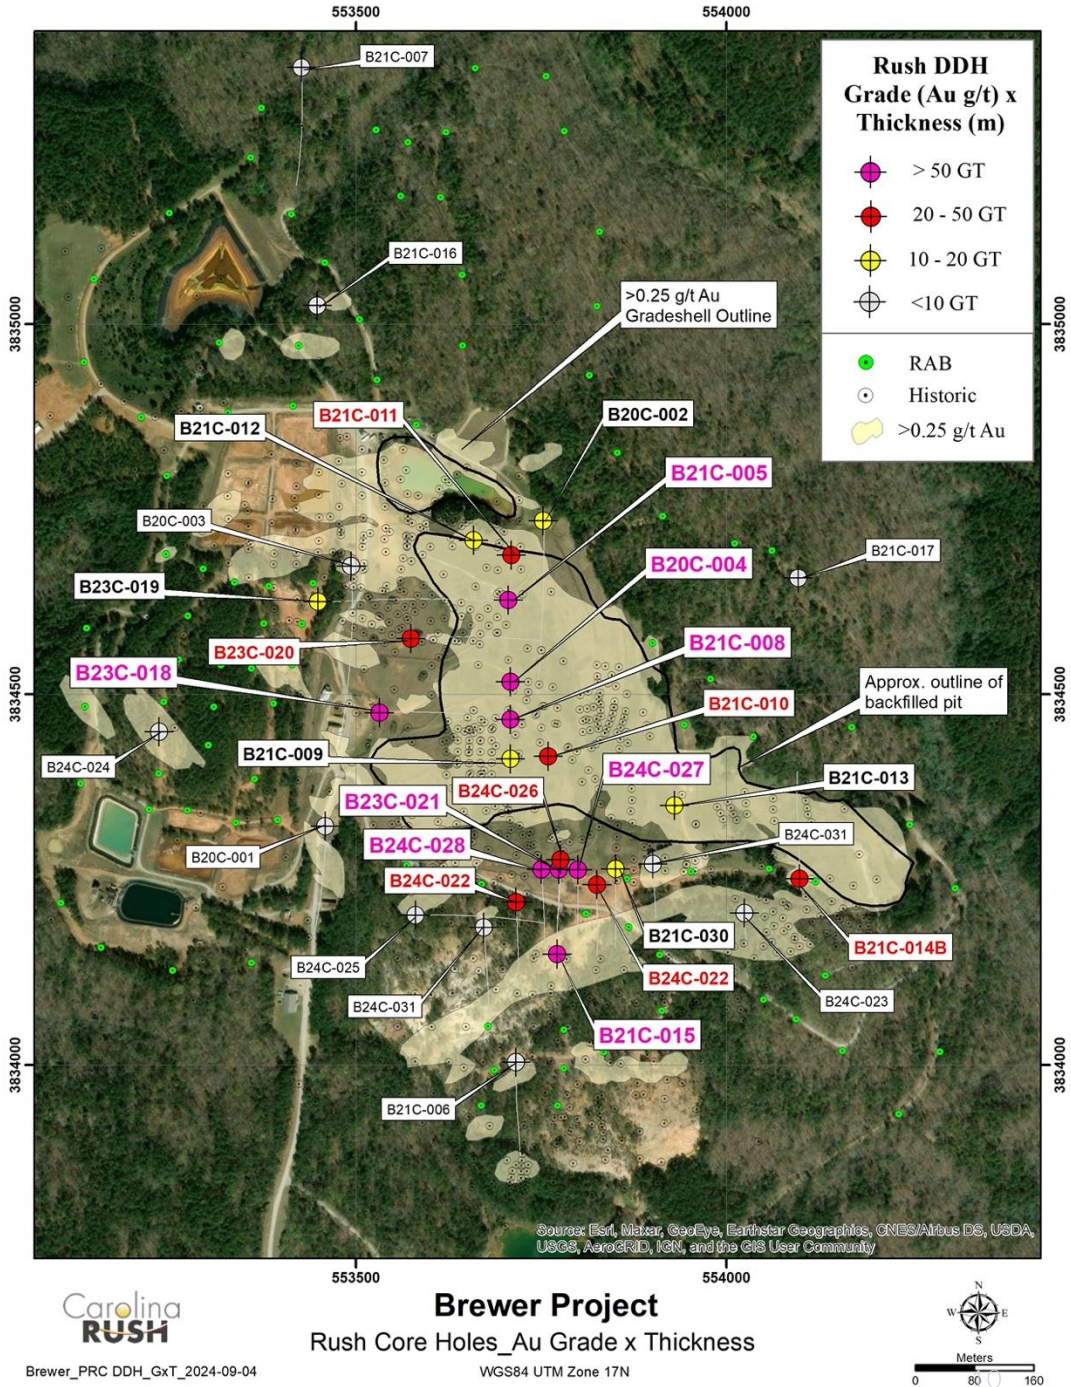 553500
554000
B21C-007
Rush DDH
Grade (Au g/t) x
Thickness (m)
> 50 GT
20 - 50 GT
10 - 20 GT
<10 GT
RAB
Historic
>0.25 g/t Au
B21C-016
>0.25 g/t Au
Gradeshell Outline
3835000
3835000
B21C-011
B21C-012
B20C-002
B21C-005
B20C-003
B21C-017
B20C-004
B23C-019
B21C-008
B23C-020
B23C-018
Approx. outline of
backfilled pit
3834500
3834500
B21C-010
B21C-009
B24C-024
B24C-027
B21C-013
B24C-026
B23C-021
B24C-031
B24C-028
B20C-001
B24C-022
B21C-030
B21C-014B
B24C-025
B24C-022
B24C-023
B24C-031
B21C-015
3834000
3834000
B21C-006
Source: Esri, Maxar, GeoEye, Earthstar Geographics, CNES/Airbus DS, USDA,
USGS, AeroGRID, IGN, and the GIS User Community
553500
554000
Carolina
RUSH
Brewer Project
Rush Core Holes_Au Grade x Thickness
Brewer_PRC DDH_GxT_2024-09-04
WGS84 UTM Zone 17N
N
W
E
S
Meters
0 80 160